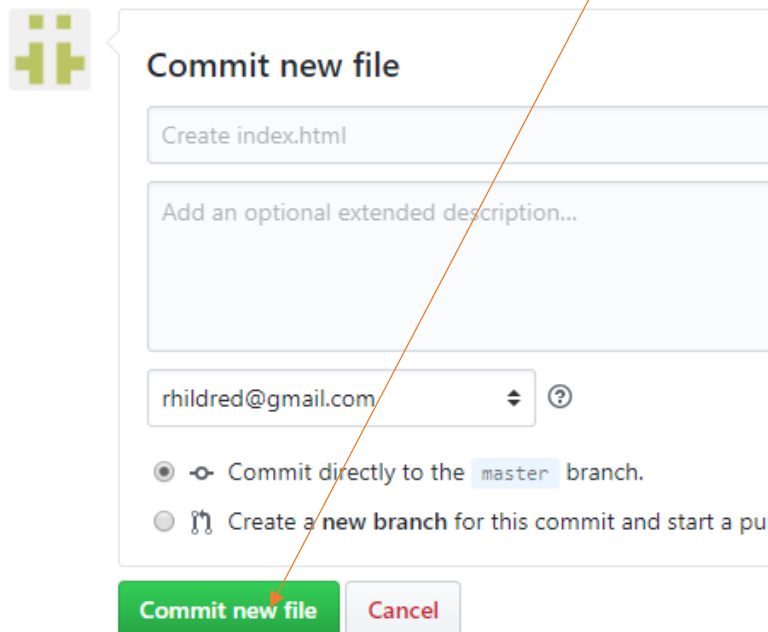 Commit new file
Create index.html
Add an optional extended description...
rhildred@gmail.com
Commit directly to the master branch.
Create a new branch for this commit and start a pu
Commit new file Cancel